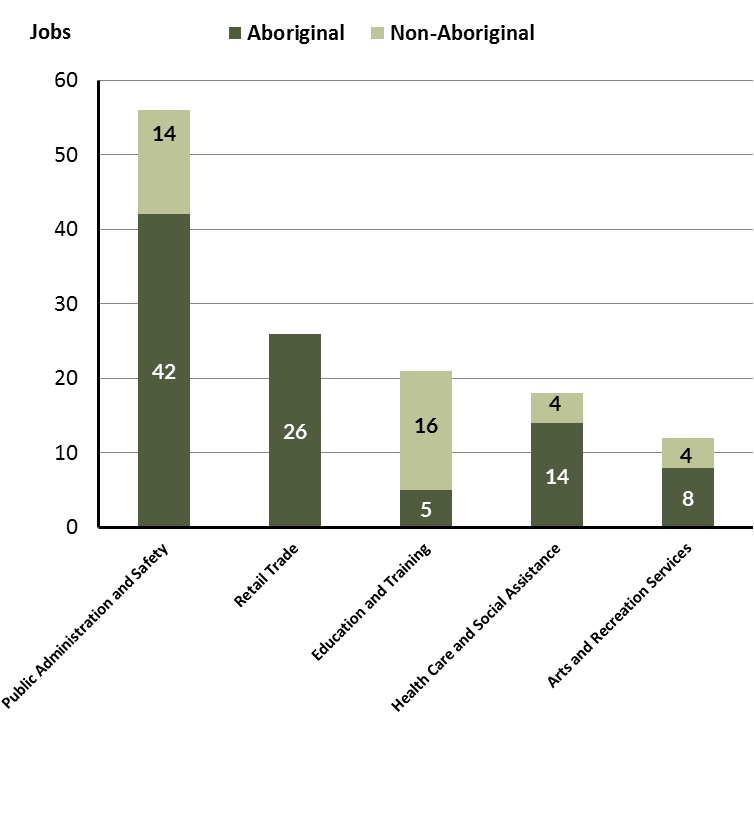 Jobs
Aboriginal Non-Aboriginal
60
50
40
30
20
10
0
14
42
26
16
5
4
14
4
8
Public Administration and Safety
Retail Trade
Education and Training
Health Care and Social Assistance
Arts and Recreation Services